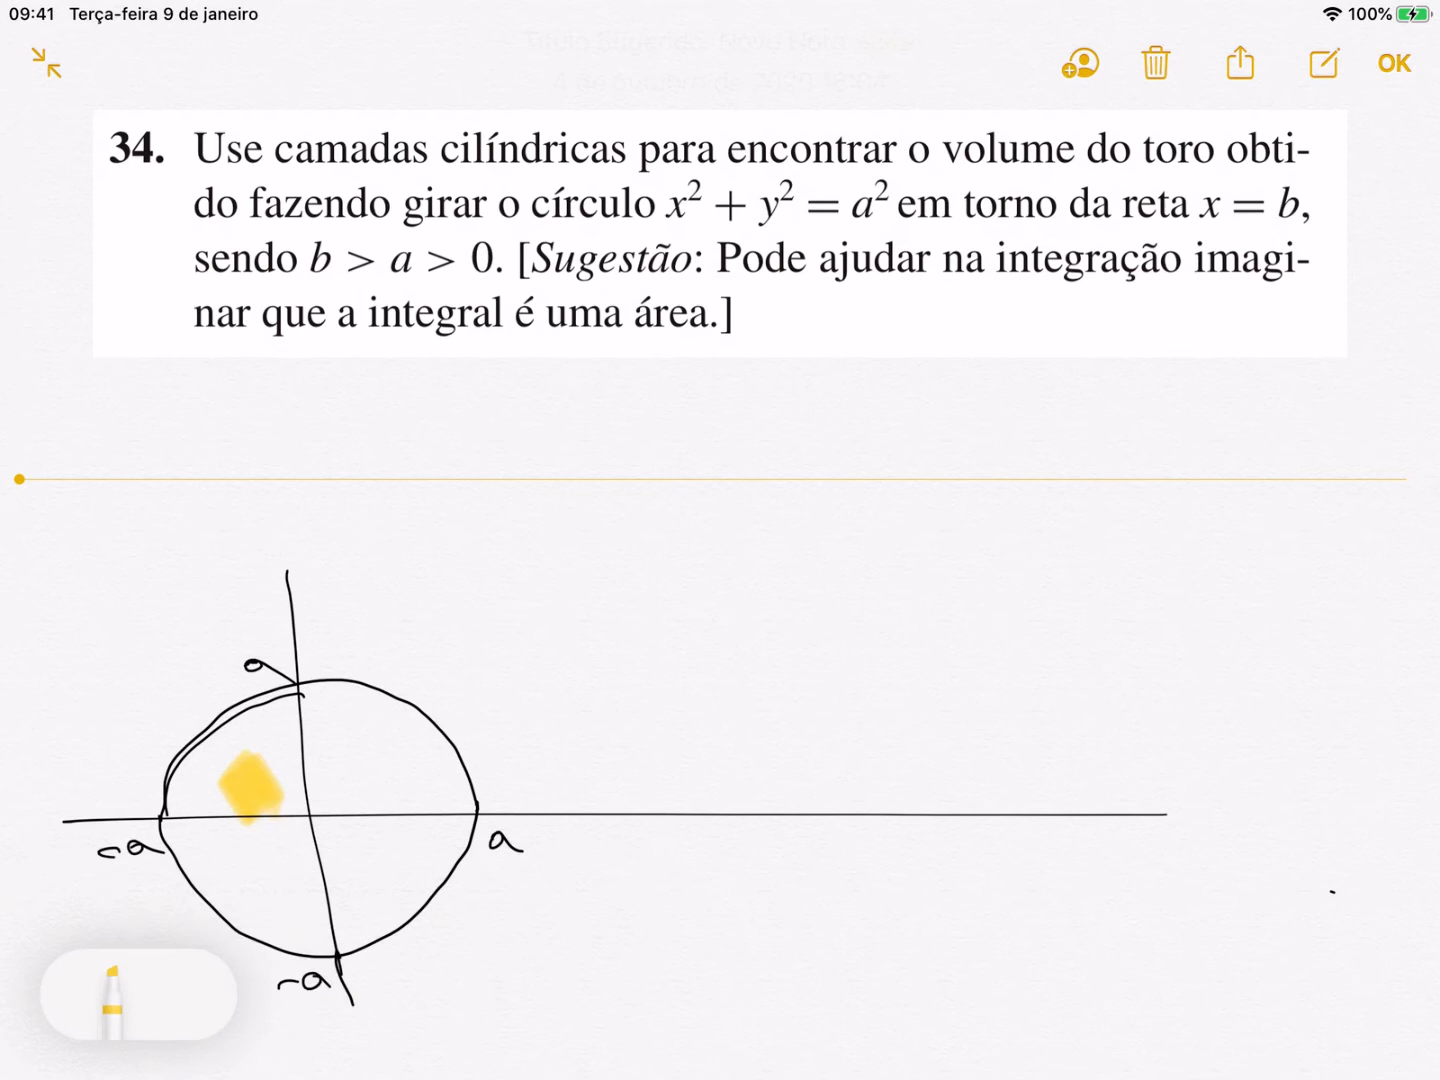 09:41 Terça-feira 9 de janeiro
100%
OK
34. Use camadas cilíndricas para encontrar o volume do toro obti-
do fazendo girar o círculo x² + y² = a² em torno da reta x = b,
sendo b > a > 0. [Sugestão: Pode ajudar na integração imagi-
nar que a integral é uma área.]
a
-a
a
-a